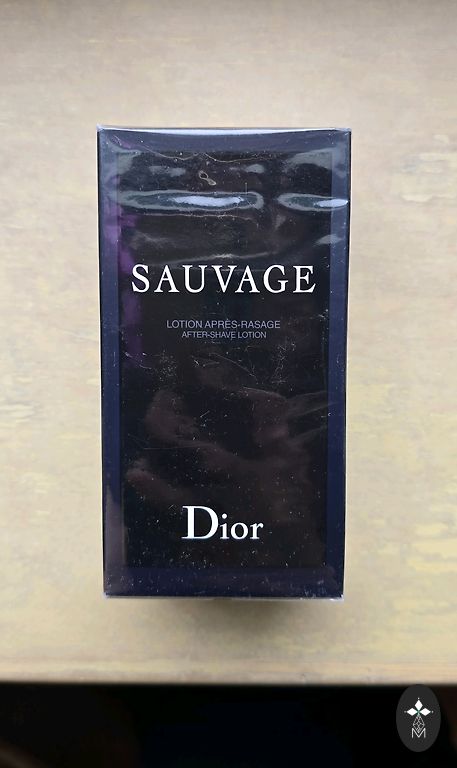 SAUVAGE
LOTION APRÈS-RASAGE
AFTER-SHAVE LOTION
Dior
M